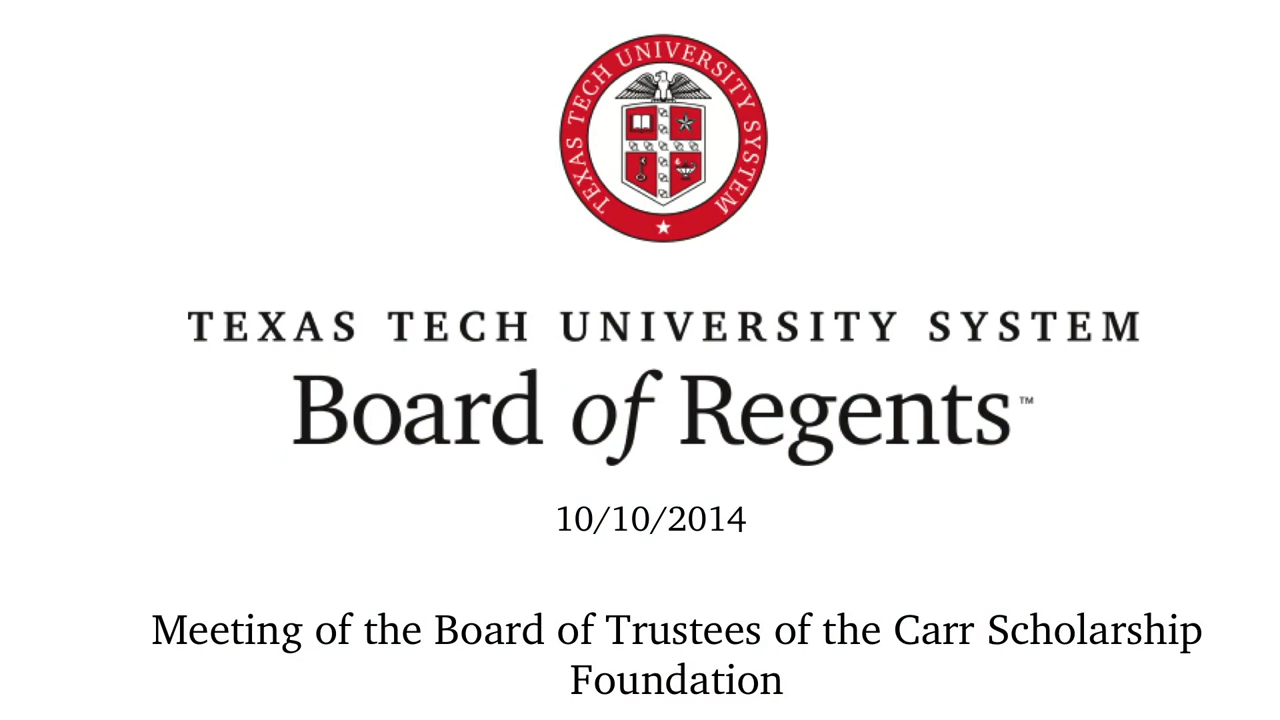 TEXAS TECH UNIVERSITY SYSTEM
TEXAS TECH UNIVERSITY SYSTEM
Board of Regents™
10/10/2014
Meeting of the Board of Trustees of the Carr Scholarship
Foundation